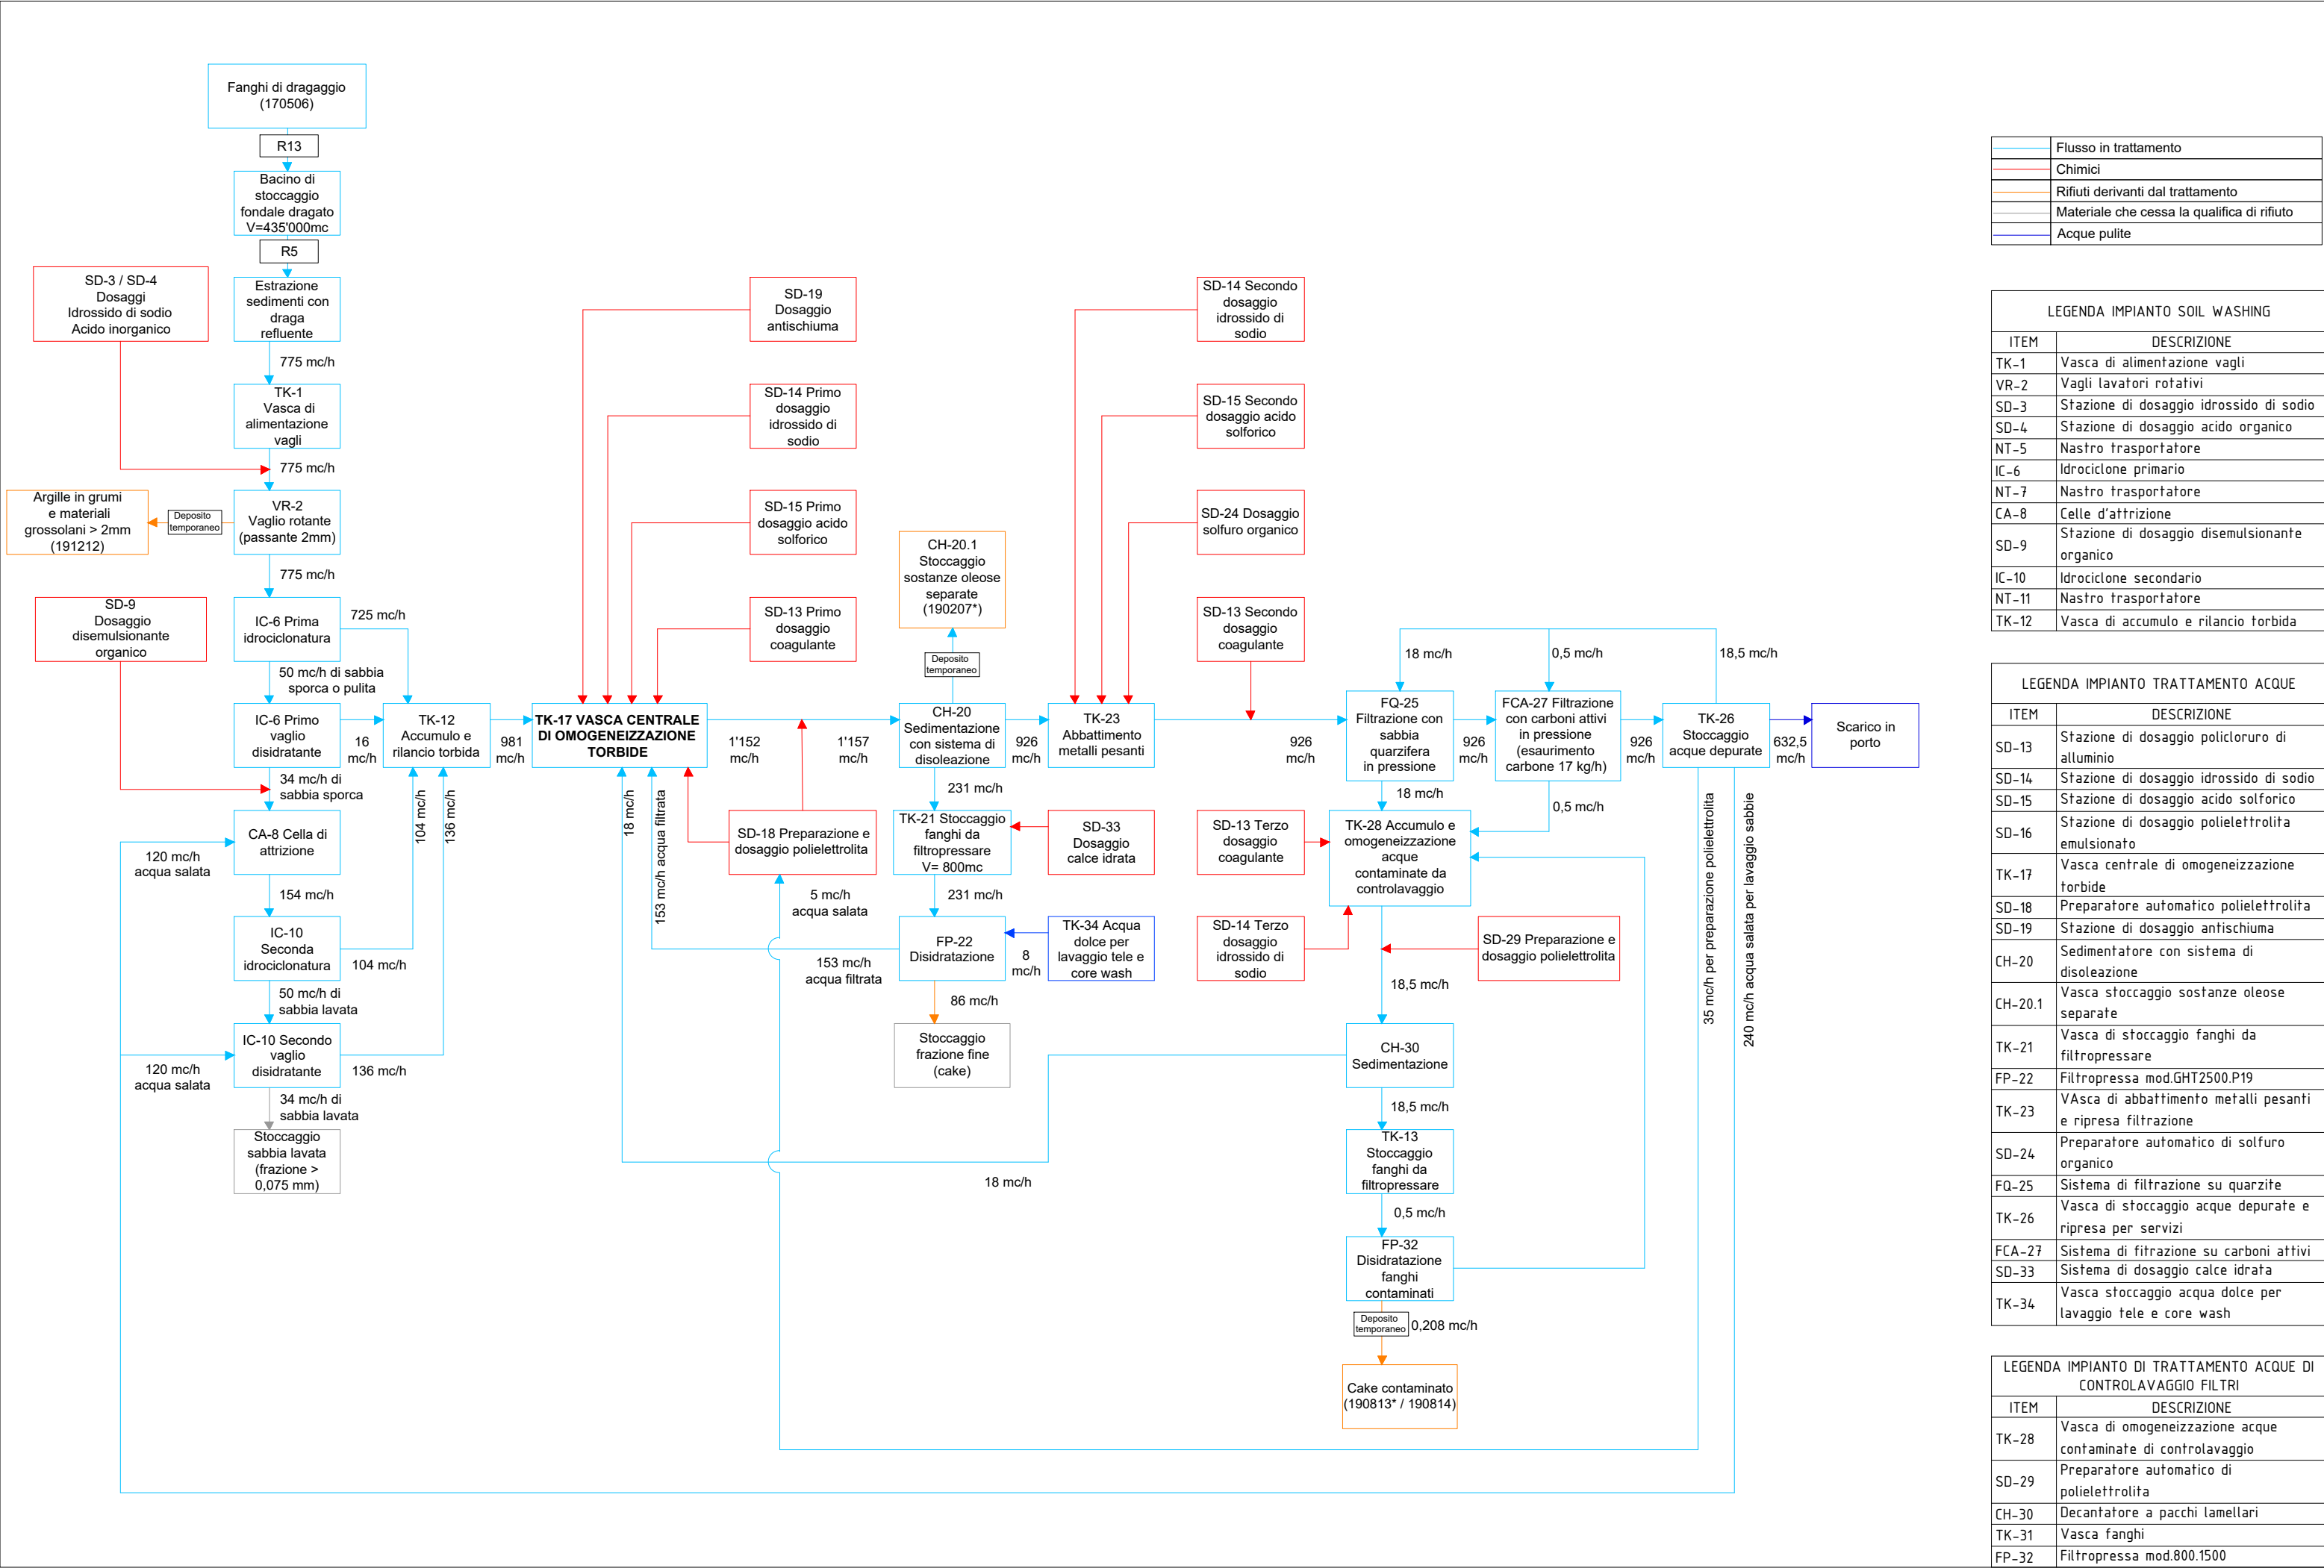 Fanghi di dragaggio
(170506)
R13
Bacino di
stoccaggio
fondale dragato
V=435'000mc
R5
Estrazione
sedimenti con
draga
refluente
SD-3 / SD-4
Dosaggi
Idrossido di sodio
Acido inorganico
775 mc/h
TK-1
Vasca di
alimentazione
vagli
775 mc/h
Argille in grumi
e materiali
grossolani > 2mm
(191212)
Deposito
temporaneo
VR-2
Vaglio rotante
(passante 2mm)
775 mc/h
SD-9
Dosaggio
disemulsionante
organico
IC-6 Prima
idrociclonatura
725 mc/h
50 mc/h di sabbia
sporca o pulita
IC-6 Primo
vaglio
disidratante
16
mc/h
34 mc/h di
sabbia sporca
CA-8 Cella di
attrizione
120 mc/h
acqua salata
154 mc/h
IC-10
Seconda
idrociclonatura
104 mc/h
50 mc/h di
sabbia lavata
IC-10 Secondo
vaglio
disidratante
120 mc/h
acqua salata
136 mc/h
34 mc/h di
sabbia lavata
Stoccaggio
sabbia lavata
(frazione >
0,075 mm)
TK-12
Accumulo e
rilancio torbida
104 mc/h
136 mc/h
981
mc/h
SD-19
Dosaggio
antischiuma
SD-14 Primo
dosaggio
idrossido di
sodio
SD-15 Primo
dosaggio acido
solforico
SD-13 Primo
dosaggio
coagulante
TK-17 VASCA CENTRALE
DI OMOGENEIZZAZIONE
TORBIDE
1'152
mc/h
1'157
mc/h
18 mc/h
153 mc/h acqua filtrata
SD-18 Preparazione e
dosaggio polielettrolita
5 mc/h
acqua salata
153 mc/h
acqua filtrata
18 mc/h
CH-20.1
Stoccaggio
sostanze oleose
separate
(190207*)
Deposito
temporaneo
CH-20
Sedimentazione
con sistema di
disoleazione
926
mc/h
231 mc/h
TK-21 Stoccaggio
fanghi da
filtropressare
V= 800mc
SD-33
Dosaggio
calce idrata
231 mc/h
FP-22
Disidratazione
8
mc/h
TK-34 Acqua
dolce per
lavaggio tele e
core wash
86 mc/h
Stoccaggio
frazione fine
(cake)
SD-14 Secondo
dosaggio
idrossido di
sodio
SD-15 Secondo
dosaggio acido
solforico
SD-24 Dosaggio
solfuro organico
SD-13 Secondo
dosaggio
coagulante
TK-23
Abbattimento
metalli pesanti
926
mc/h
18 mc/h
0,5 mc/h
18,5 mc/h
FQ-25
Filtrazione con
sabbia
quarzifera
in pressione
926
mc/h
FCA-27 Filtrazione
con carboni attivi
in pressione
(esaurimento
carbone 17 kg/h)
926
mc/h
TK-26
Stoccaggio
acque depurate
632,5
mc/h
Scarico in
porto
18 mc/h
0,5 mc/h
SD-13 Terzo
dosaggio
coagulante
TK-28 Accumulo e
omogeneizzazione
acque
contaminate da
controlavaggio
SD-14 Terzo
dosaggio
idrossido di
sodio
SD-29 Preparazione e
dosaggio polielettrolita
18,5 mc/h
CH-30
Sedimentazione
18,5 mc/h
TK-13
Stoccaggio
fanghi da
filtropressare
0,5 mc/h
FP-32
Disidratazione
fanghi
contaminati
Deposito
temporaneo
0,208 mc/h
Cake contaminato
(190813* / 190814)
35 mc/h per preparazione polielettrolita
240 mc/h acqua salata per lavaggio sabbie
Flusso in trattamento
Chimici
Rifiuti derivanti dal trattamento
Materiale che cessa la qualifica di rifiuto
Acque pulite
LEGENDA IMPIANTO SOIL WASHING
ITEM DESCRIZIONE
TK-1 Vasca di alimentazione vagli
VR-2 Vagli lavatori rotativi
SD-3 Stazione di dosaggio idrossido di sodio
SD-4 Stazione di dosaggio acido organico
NT-5 Nastro trasportatore
IC-6 Idrociclone primario
NT-7 Nastro trasportatore
CA-8 Celle d'attrizione
SD-9 Stazione di dosaggio disemulsionante
organico
IC-10 Idrociclone secondario
NT-11 Nastro trasportatore
TK-12 Vasca di accumulo e rilancio torbida
LEGENDA IMPIANTO TRATTAMENTO ACQUE
ITEM DESCRIZIONE
SD-13 Stazione di dosaggio policloruro di
alluminio
SD-14 Stazione di dosaggio idrossido di sodio
SD-15 Stazione di dosaggio acido solforico
SD-16 Stazione di dosaggio polielettrolita
emulsionato
TK-17 Vasca centrale di omogeneizzazione
torbide
SD-18 Preparatore automatico polielettrolita
SD-19 Stazione di dosaggio antischiuma
CH-20 Sedimentatore con sistema di
disoleazione
CH-20.1 Vasca stoccaggio sostanze oleose
separate
TK-21 Vasca di stoccaggio fanghi da
filtropressare
FP-22 Filtropressa mod.GHT2500.P19
TK-23 VAsca di abbattimento metalli pesanti
e ripresa filtrazione
SD-24 Preparatore automatico di solfuro
organico
FQ-25 Sistema di filtrazione su quarzite
TK-26 Vasca di stoccaggio acque depurate e
ripresa per servizi
FCA-27 Sistema di fitrazione su carboni attivi
SD-33 Sistema di dosaggio calce idrata
TK-34 Vasca stoccaggio acqua dolce per
lavaggio tele e core wash
LEGENDA IMPIANTO DI TRATTAMENTO ACQUE DI
CONTROLAVAGGIO FILTRI
ITEM DESCRIZIONE
TK-28 Vasca di omogeneizzazione acque
contaminate di controlavaggio
SD-29 Preparatore automatico di
polielettrolita
CH-30 Decantatore a pacchi lamellari
TK-31 Vasca fanghi
FP-32 Filtropressa mod.800.1500